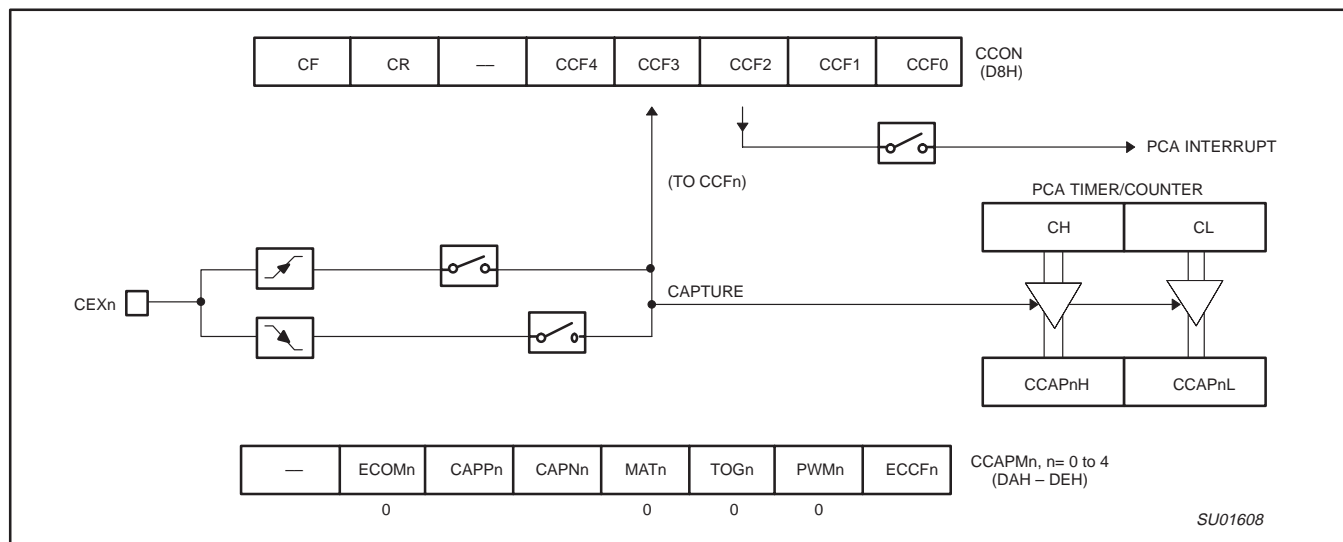 CF CR — CCF4 CCF3 CCF2 CCF1 CCF0
CCON
(D8H)
PCA INTERRUPT
(TO CCFn)
PCA TIMER/COUNTER
CH CL
CEXn
CAPTURE
CCAPnH CCAPnL
— ECOMn CAPPn CAPNn MATn TOGn PWMn ECCFn
CCAPMn, n= 0 to 4
(DAH – DEH)
0 0 0 0
SU01608